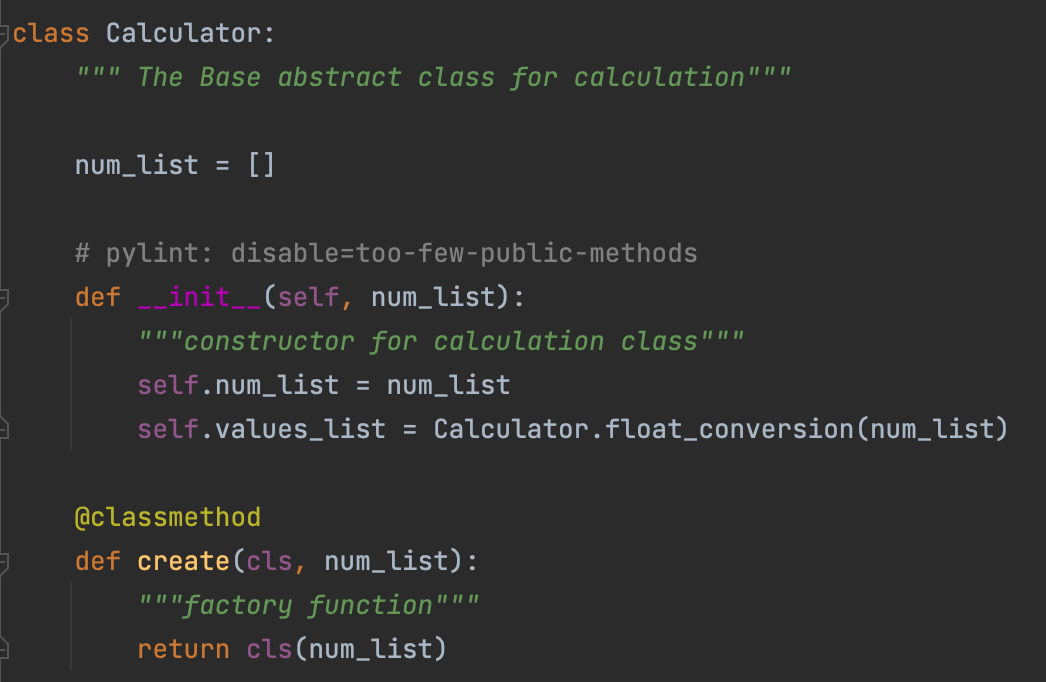 class Calculator:
    """ The Base abstract class for calculation"""
    num_list = []
    # pylint: disable=too-few-public-methods
    def __init__(self, num_list):
        """constructor for calculation class"""
        self.num_list = num_list
        self.values_list = Calculator.float_conversion(num_list)
    @classmethod
    def create(cls, num_list):
        """factory function"""
        return cls(num_list)